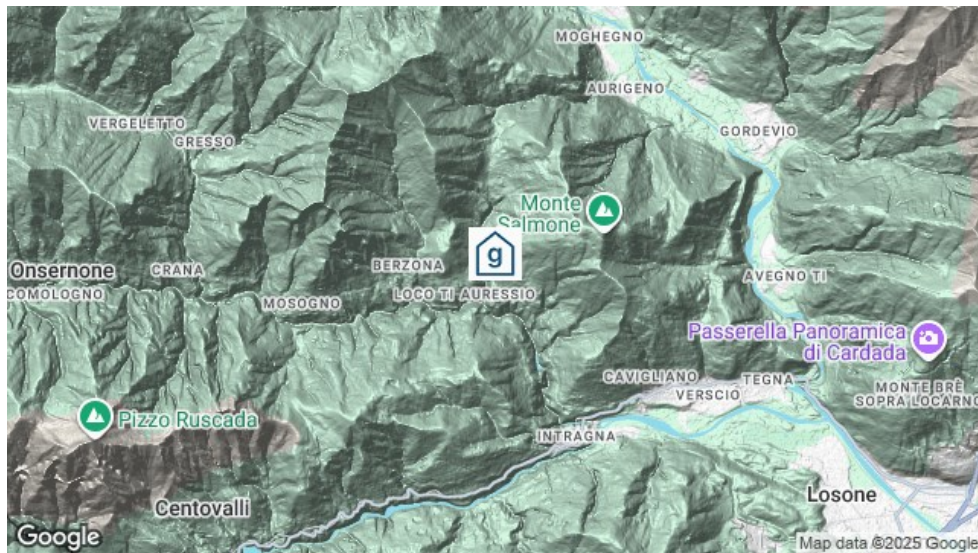 MOGHEGNO
AURIGENO
VERGELETTO
GRESSO
GORDEVIO
Monte
Salmone
g
Onsernone
CRANA
BERZONA
AVEGNO TI
COMOLOGNO
MOSOGNO
LOCO TI AURESSIO
Passerella Panoramica
di Cardada
CAVIGLIANO
TEGNA
VERSCIO
MONTE BRÈ
SOPRA LOCARNO
Pizzo Ruscada
INTRAGNA
Centovalli
Losone
Google
Map data ©2025 Google